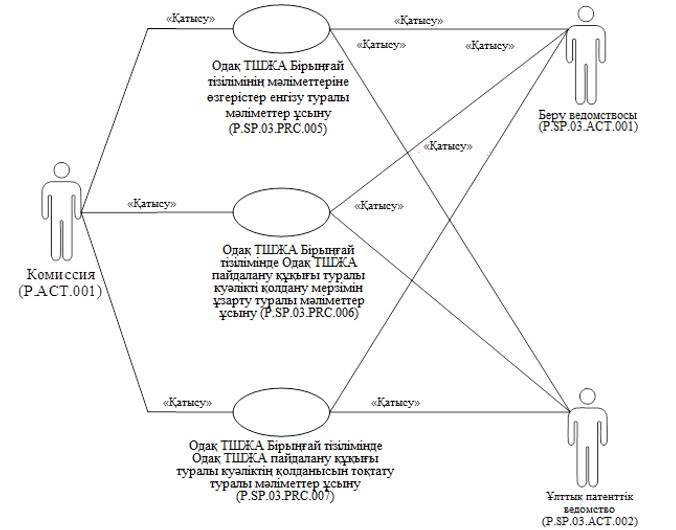 «Қатысу»
«Қатысу»
«Қатысу»
«Қатысу»
Одақ ТШЖА Бірыңғай
тізілімінің мәліметтеріне
өзгерістер енгізу туралы
мәліметтер ұсыну
(P.SP.03.PRC.005)
Беру ведомствосы
(P.SP.03.ACT.001)
«Қатысу»
«Қатысу»
«Қатысу»
Одақ ТШЖА Бірыңғай
тізілімінде Одақ ТШЖА
пайдалану құқығы туралы
куәлікті қолдану мерзімін
ұзарту туралы мәліметтер
ұсыну (P.SP.03.PRC.006)
Комиссия
(P.ACT.001)
«Қатысу»
«Қатысу»
Одақ ТШЖА Бірыңғай тізілімінде
Одақ ТШЖА пайдалану құқығы
туралы куәліктің қолданысын тоқтату
туралы мәліметтер ұсыну
(P.SP.03.PRC.007)
Ұлттық патенттік
ведомство
(P.SP.03.ACT.002)